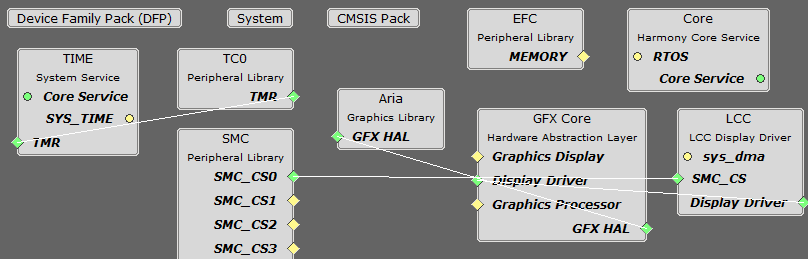 Device Family Pack (DFP)
System
CMSIS Pack
TIME
System Service
Core Service
SYS_TIME
TMR
TC0
Peripheral Library
TMR
SMC
Peripheral Library
SMC_CS0
SMC_CS1
SMC_CS2
SMC_CS3
Aria
Graphics Library
GFX HAL
EFC
Peripheral Library
MEMORY
Core
Harmony Core Service
RTOS
Core Service
GFX Core
Hardware Abstraction Layer
Graphics Display
Display Driver
Graphics Processor
GFX HAL
LCC
LCC Display Driver
sys_dma
SMC_CS
Display Driver